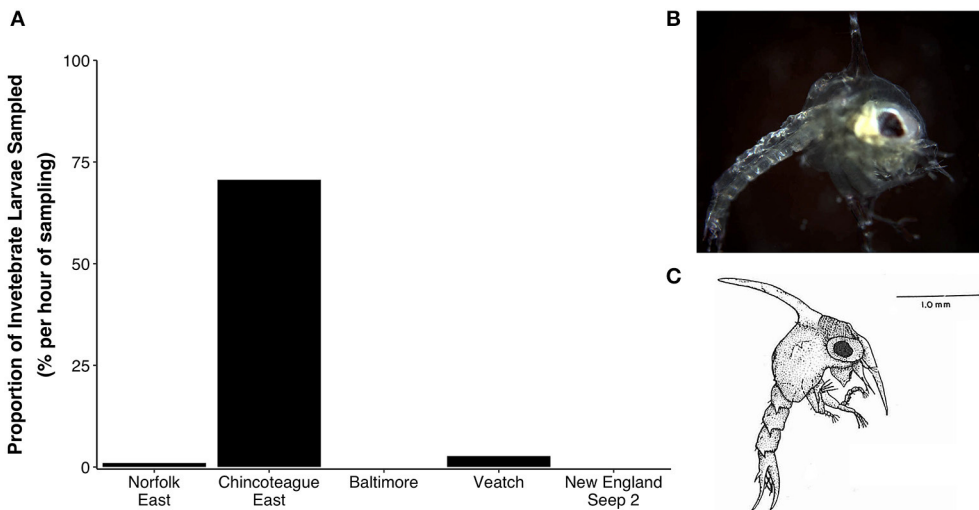 A
Proportion of Invetebrate Larvae Sampled
(% per hour of sampling)
100
75
50
25
0
Norfolk
East
Chincoteague
East
Baltimore
Veatch
New England
Seep 2
B
C
1.0 mm